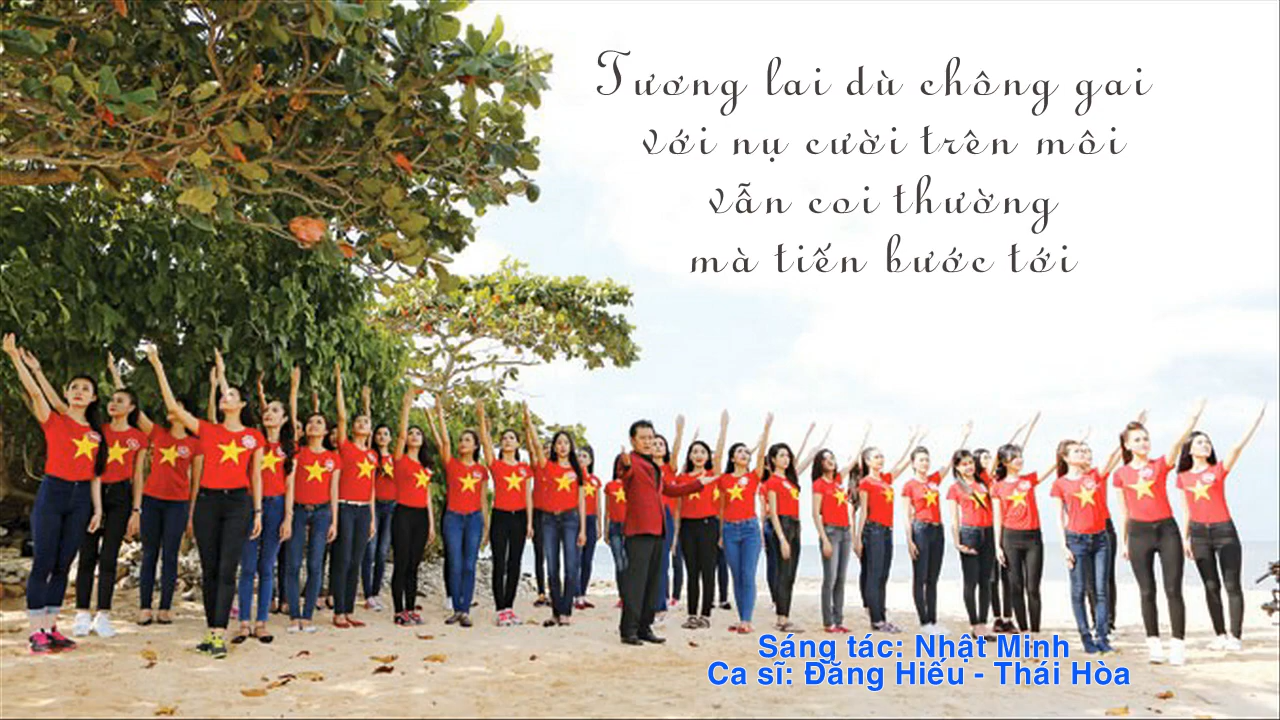 Tương lai dù chông gai
với nụ cười trên môi
vẫn coi thường
mà tiến bước tới
Sáng tác: Nhật Minh
Ca sĩ: Đăng Hiếu - Thái Hòa